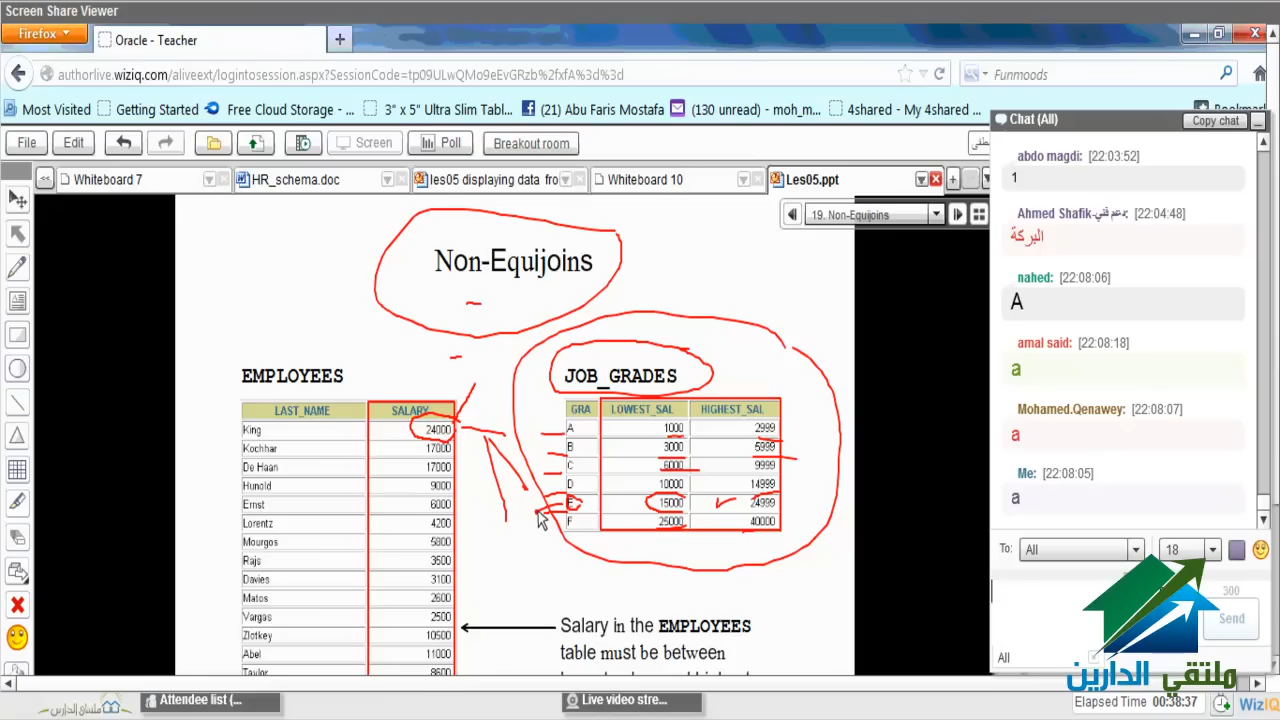 Screen Share Viewer
Firefox
Oracle - Teacher
authorlive.wiziq.com/aliveext/logintosession.aspx?SessionCode=tp09ULwQMo9eEvGRzb%2fxfA%3d%3d
Funmoods
Most Visited Getting Started Free Cloud Storage - ... 3" x 5" Ultra Slim Tabl... (21) Abu Faris Mostafa (130 unread) - moh_m... 4shared - My 4shared ...
File Edit Screen Poll Breakout room
Whiteboard 7 HR_schema.doc les05 displaying data fro Whiteboard 10 Les05.ppt
19. Non-Equijoins
Non-Equijoins
EMPLOYEES
LAST_NAME SALARY
King 24000
Kochhar 17000
De Haan 17000
Hunold 9000
Ernst 6000
Lorentz 4200
Mourgos 5800
Rajs 3500
Davies 3100
Matos 2600
Vargas 2500
Zlotkey 10500
Abel 11000
Taylor 8600
JOB_GRADES
GRA LOWEST_SAL HIGHEST_SAL
A 1000 2999
B 3000 5999
C 6000 9999
D 10000 14999
E 15000 24999
F 25000 40000
Salary in the EMPLOYEES
table must be between
Chat (All) Copy chat
abdo magdi: [22:03:52]
1
Ahmed Shafik-دعم فني: [22:04:48]
البركة
nahed: [22:08:06]
A
amal said: [22:08:18]
a
Mohamed.Qenawey: [22:08:07]
a
Me: [22:08:05]
a
To: All 18
300
Send
All
ملتقي الدارين
Attendee list (... Live video stre...
Elapsed Time 00:38:37
WizIQ